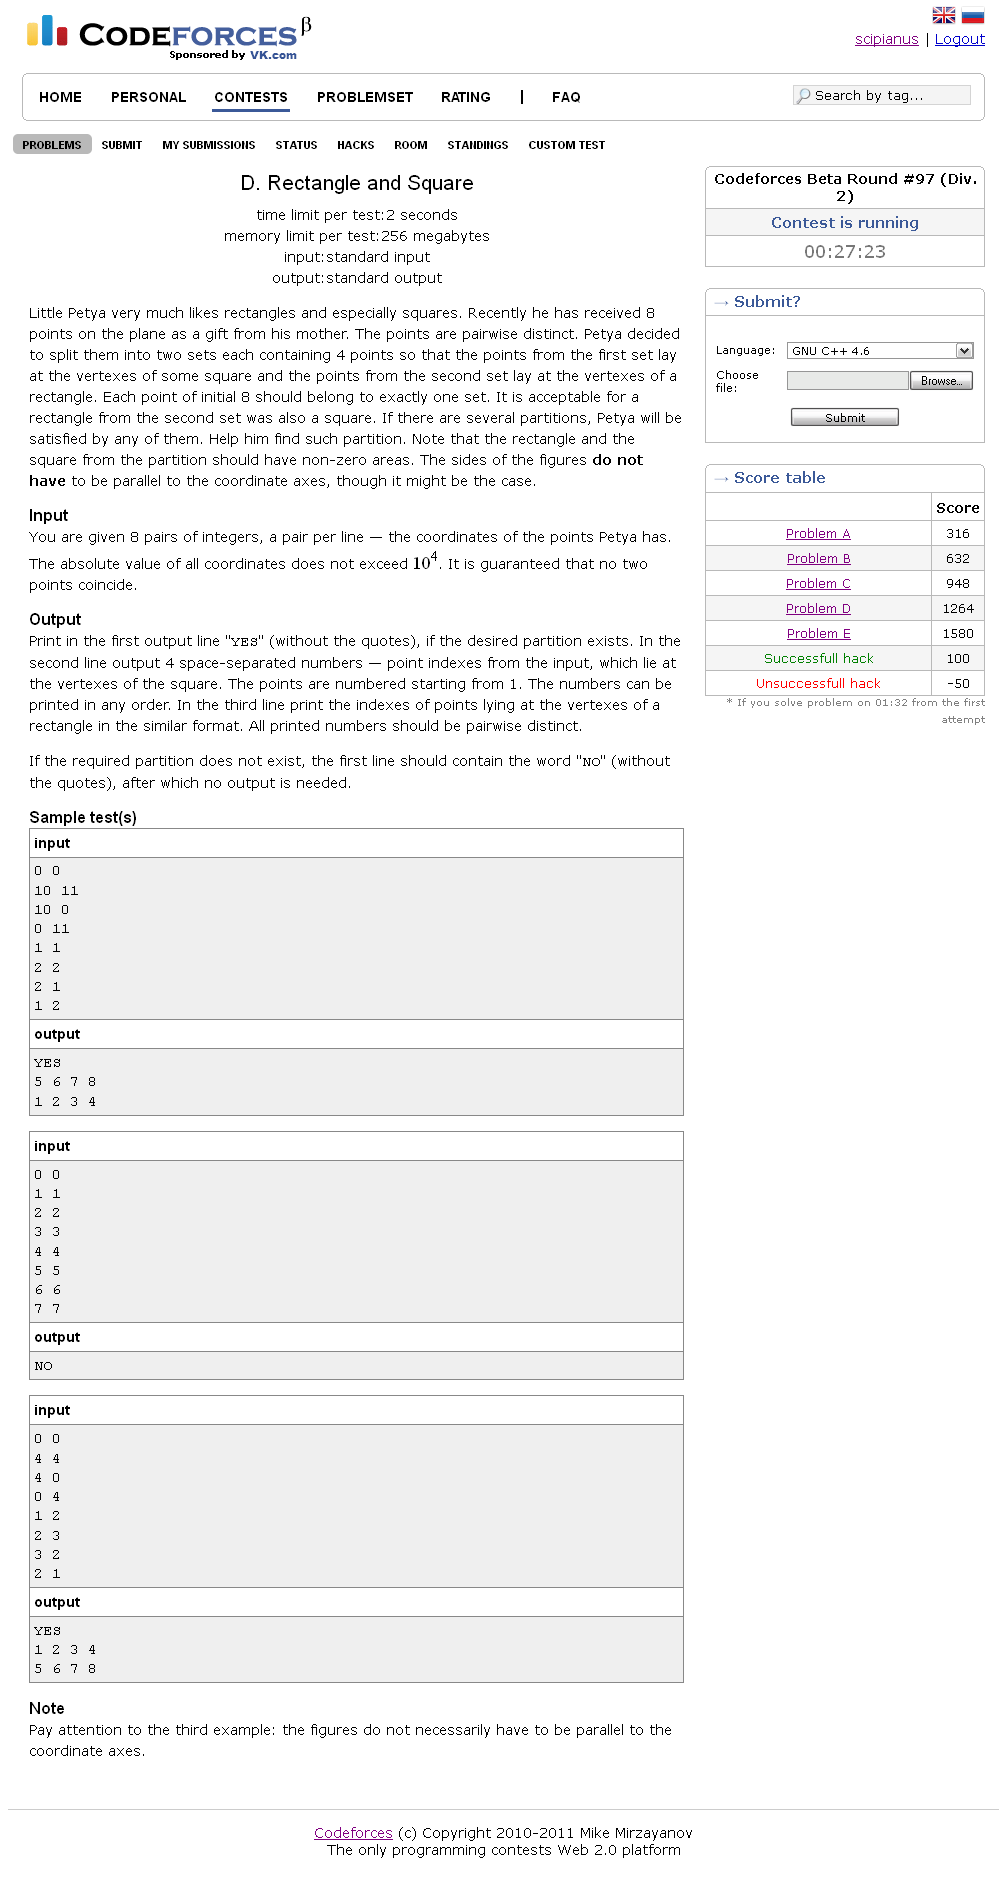 CODEFORCES β
Sponsored by VK.com
scipianus | Logout
HOME PERSONAL CONTESTS PROBLEMSET RATING | FAQ
Search by tag...
PROBLEMS SUBMIT MY SUBMISSIONS STATUS HACKS ROOM STANDINGS CUSTOM TEST
D. Rectangle and Square
time limit per test:2 seconds
memory limit per test:256 megabytes
input:standard input
output:standard output
Little Petya very much likes rectangles and especially squares. Recently he has received 8
points on the plane as a gift from his mother. The points are pairwise distinct. Petya decided
to split them into two sets each containing 4 points so that the points from the first set lay
at the vertexes of some square and the points from the second set lay at the vertexes of a
rectangle. Each point of initial 8 should belong to exactly one set. It is acceptable for a
rectangle from the second set was also a square. If there are several partitions, Petya will be
satisfied by any of them. Help him find such partition. Note that the rectangle and the
square from the partition should have non-zero areas. The sides of the figures do not
have to be parallel to the coordinate axes, though it might be the case.
Input
You are given 8 pairs of integers, a pair per line — the coordinates of the points Petya has.
The absolute value of all coordinates does not exceed 10^4. It is guaranteed that no two
points coincide.
Output
Print in the first output line "YES" (without the quotes), if the desired partition exists. In the
second line output 4 space-separated numbers — point indexes from the input, which lie at
the vertexes of the square. The points are numbered starting from 1. The numbers can be
printed in any order. In the third line print the indexes of points lying at the vertexes of a
rectangle in the similar format. All printed numbers should be pairwise distinct.
If the required partition does not exist, the first line should contain the word "NO" (without
the quotes), after which no output is needed.
Sample test(s)
input
0 0
10 11
10 0
0 11
1 1
2 2
2 1
1 2
output
YES
5 6 7 8
1 2 3 4
input
0 0
1 1
2 2
3 3
4 4
5 5
6 6
7 7
output
NO
input
0 0
4 4
4 0
0 4
1 2
2 3
3 2
2 1
output
YES
1 2 3 4
5 6 7 8
Note
Pay attention to the third example: the figures do not necessarily have to be parallel to the
coordinate axes.
Codeforces Beta Round #97 (Div.
2)
Contest is running
00:27:23
→ Submit?
Language: GNU C++ 4.6
Choose
file: Browse...
Submit
→ Score table
Score
Problem A 316
Problem B 632
Problem C 948
Problem D 1264
Problem E 1580
Successfull hack 100
Unsuccessfull hack -50
* If you solve problem on 01:32 from the first
attempt
Codeforces (c) Copyright 2010-2011 Mike Mirzayanov
The only programming contests Web 2.0 platform